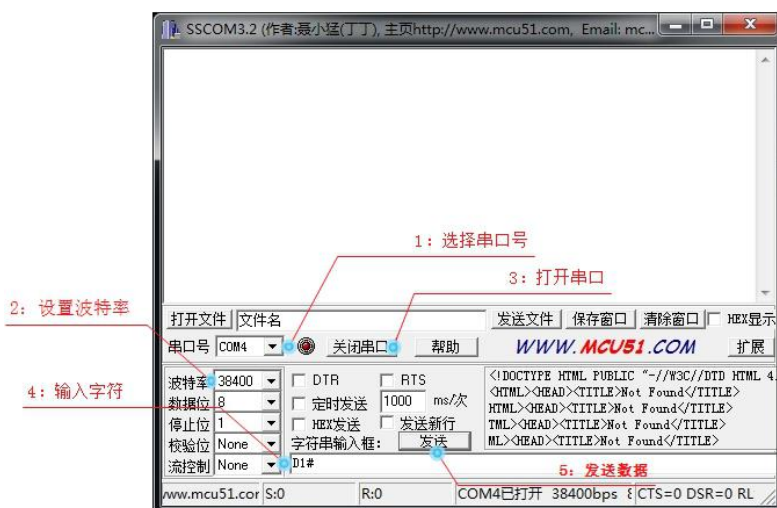 SSCOM3.2 (作者:聂小猛(丁丁), 主页http://www.mcu51.com, Email: mc...
1: 选择串口号
3: 打开串口
2: 设置波特率
打开文件 文件名 发送文件 保存窗口 清除窗口 HEX显示
串口号 COM4 关闭串口 帮助 WWW.MCU51.COM 扩展
4: 输入字符
波特率 38400 DTR RTS
数据位 8 定时发送 1000 ms/次
停止位 1 HEX发送 发送新行
校验位 None 字符串输入框: 发送
流控制 None D1#
<!DOCTYPE HTML PUBLIC "-//W3C//DTD HTML 4.
<HTML><HEAD><TITLE>Not Found</TITLE>
HTML><HEAD><TITLE>Not Found</TITLE>
TML><HEAD><TITLE>Not Found</TITLE>
ML><HEAD><TITLE>Not Found</TITLE>
5: 发送数据
www.mcu51.cor S:0 R:0 COM4已打开 38400bps 8 CTS=0 DSR=0 RL